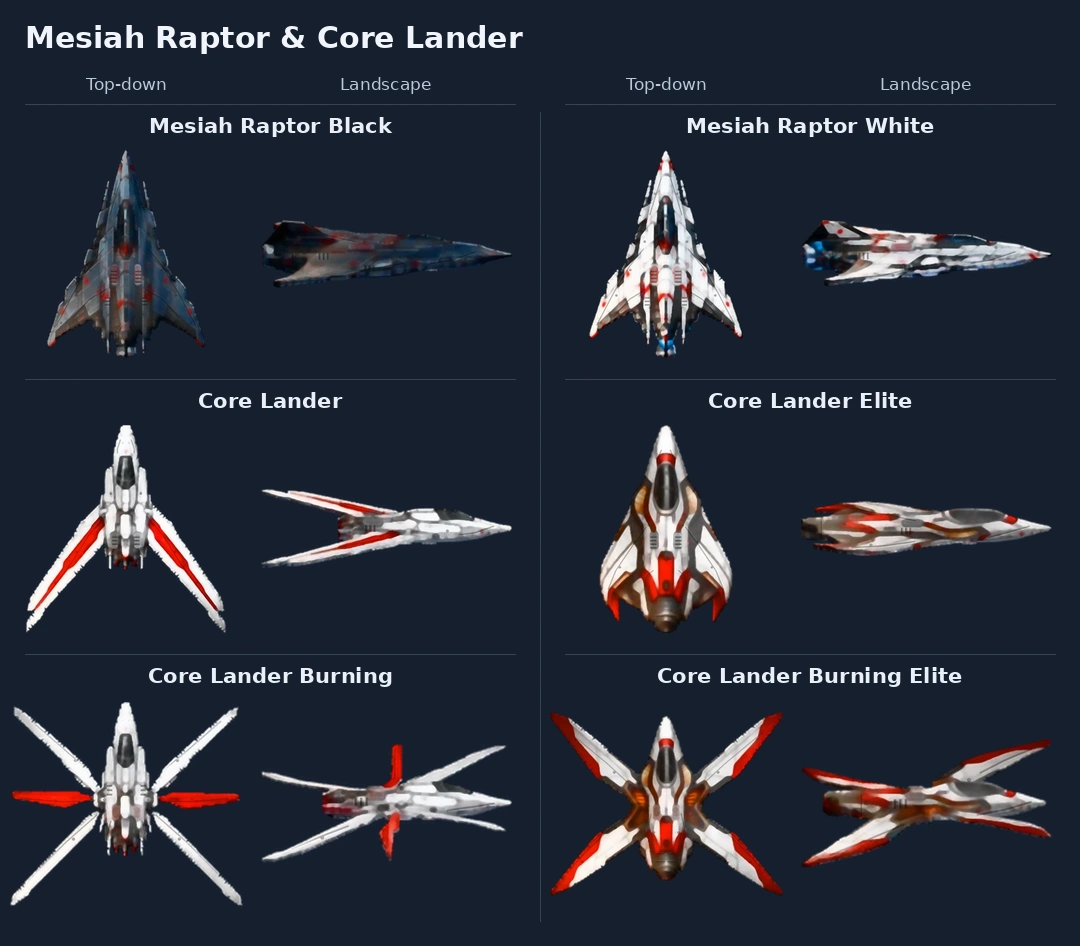 Mesiah Raptor & Core Lander
Top-down Landscape Top-down Landscape
Mesiah Raptor Black Mesiah Raptor White
Core Lander Core Lander Elite
Core Lander Burning Core Lander Burning Elite